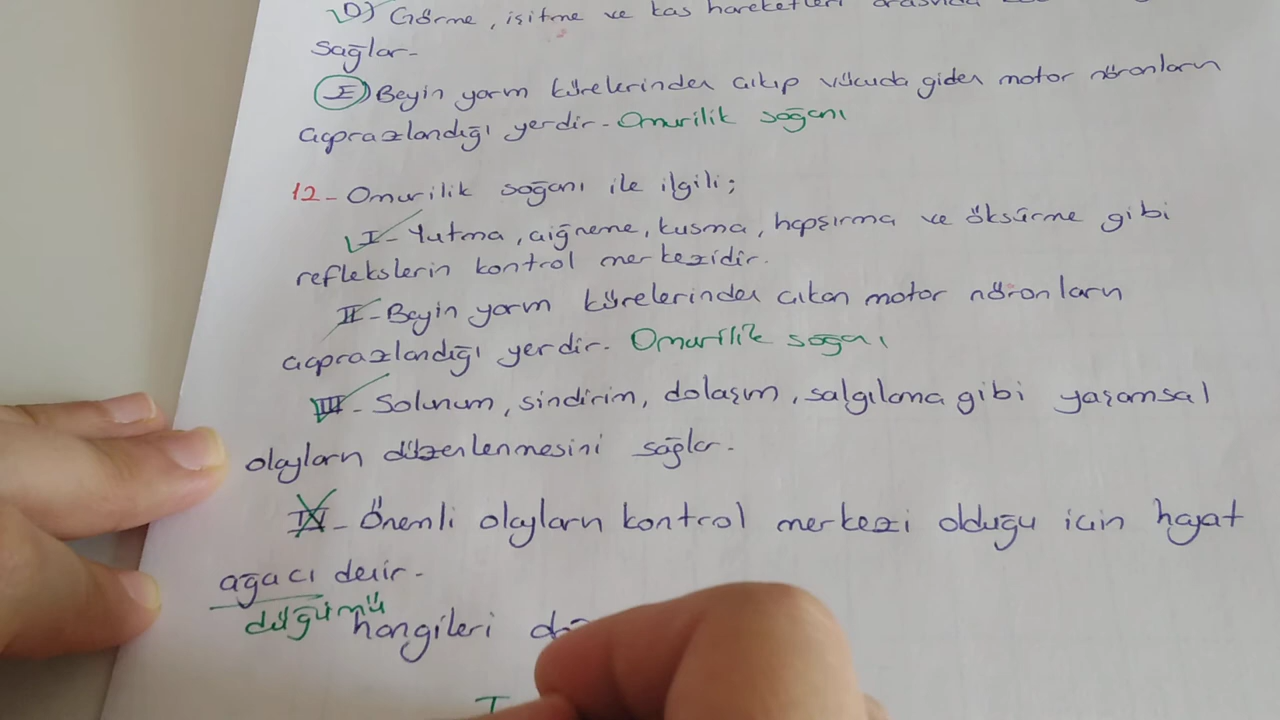 D) Görme, işitme ve kas hareketleri
sağlar.
E) Beyin yarım kürelerinden çıkıp vücuda giden motor nöronların
çaprazlandığı yerdir. Omurilik soğanı
12- Omurilik soğanı ile ilgili;
I- Yutma, çiğneme, kusma, hapşırma ve öksürme gibi
reflekslerin kontrol merkezidir.
II- Beyin yarım kürelerinden çıkan motor nöronların
çaprazlandığı yerdir. Omurilik soğanı
III- Solunum, sindirim, dolaşım, salgılama gibi yaşamsal
olayların düzenlenmesini sağlar.
IV- Önemli olayların kontrol merkezi olduğu için hayat
ağacı denir.
düğümü
hangileri
I